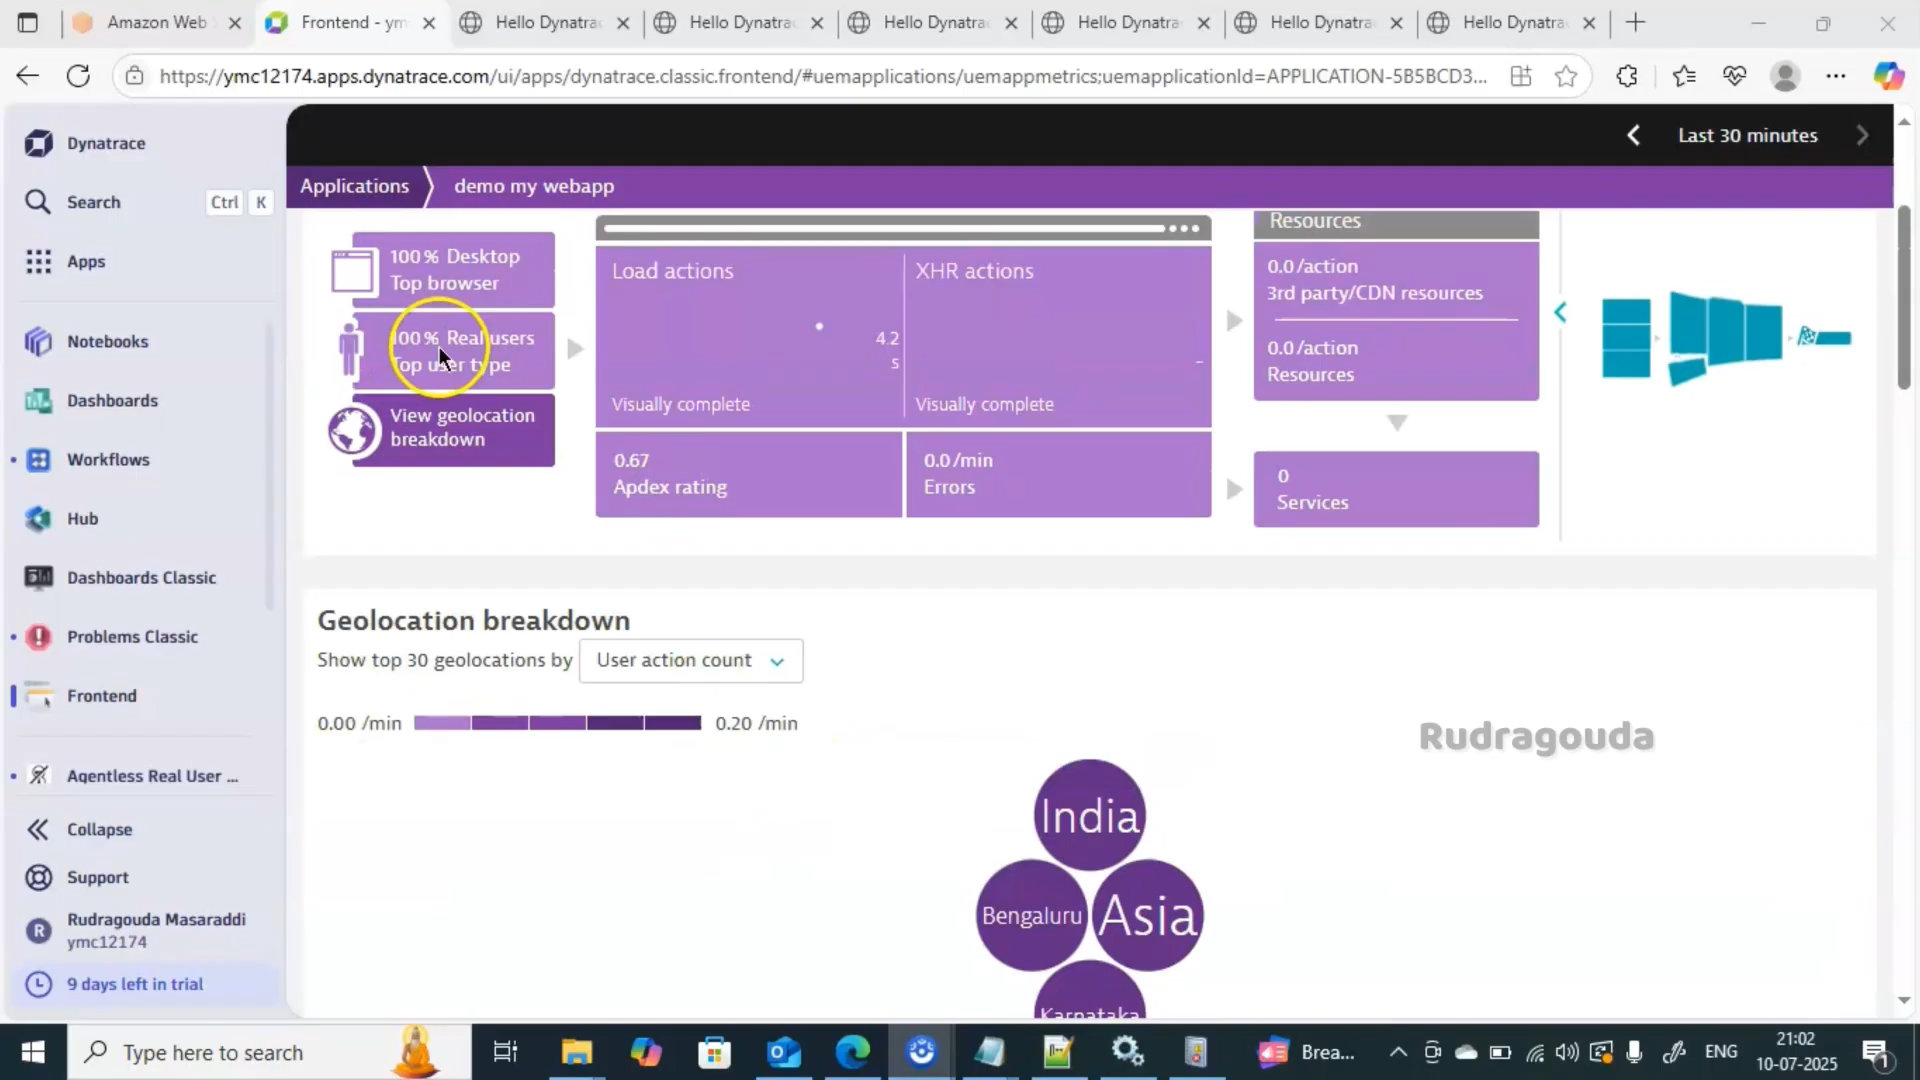 Amazon Web
Frontend - ym
Hello Dynatra
Hello Dynatra
Hello Dynatra
Hello Dynatra
Hello Dynatra
Hello Dynatra
https://ymc12174.apps.dynatrace.com/ui/apps/dynatrace.classic.frontend/#uemapplications/uemappmetrics;uemapplicationId=APPLICATION-5B5BCD3...
Dynatrace
Search Ctrl K
Apps
Notebooks
Dashboards
Workflows
Hub
Dashboards Classic
Problems Classic
Frontend
Agentless Real User ...
Collapse
Support
R
Rudragouda Masaraddi
ymc12174
9 days left in trial
Last 30 minutes
Applications
demo my webapp
100 % Desktop
Top browser
100 % Real users
Top user type
View geolocation
breakdown
Load actions
4.2
s
Visually complete
XHR actions
-
Visually complete
0.67
Apdex rating
0.0 /min
Errors
Resources
0.0 /action
3rd party/CDN resources
0.0 /action
Resources
0
Services
Geolocation breakdown
Show top 30 geolocations by User action count
0.00 /min
0.20 /min
Rudragouda
India
Bengaluru
Asia
Karnataka
Type here to search
Brea...
ENG
21:02
10-07-2025
1